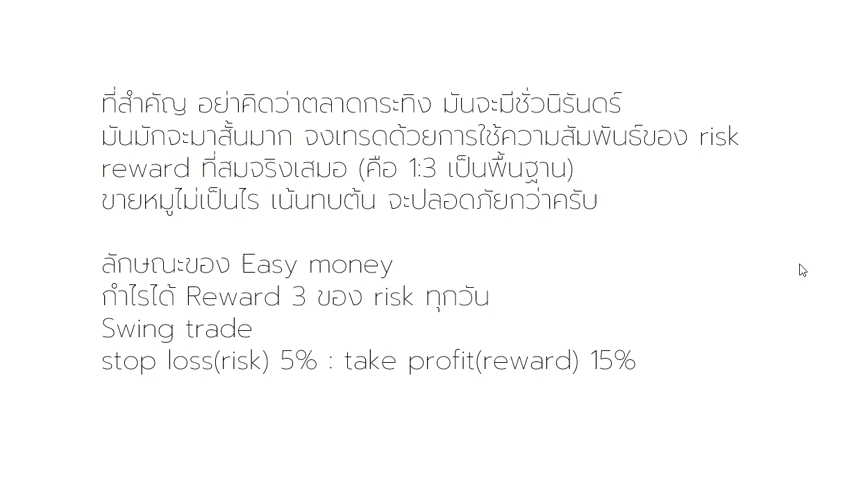 ที่สำคัญ อย่าคิดว่าตลาดกระทิง มันจะมีชั่วนิรันดร์
มันมักจะมาสั้นมาก จงเทรดด้วยการใช้ความสัมพันธ์ของ risk
reward ที่สมจริงเสมอ (คือ 1:3 เป็นพื้นฐาน)
ขายหมูไม่เป็นไร เน้นทบต้น จะปลอดภัยกว่าครับ
ลักษณะของ Easy money
กำไรได้ Reward 3 ของ risk ทุกวัน
Swing trade
stop loss(risk) 5% : take profit(reward) 15%